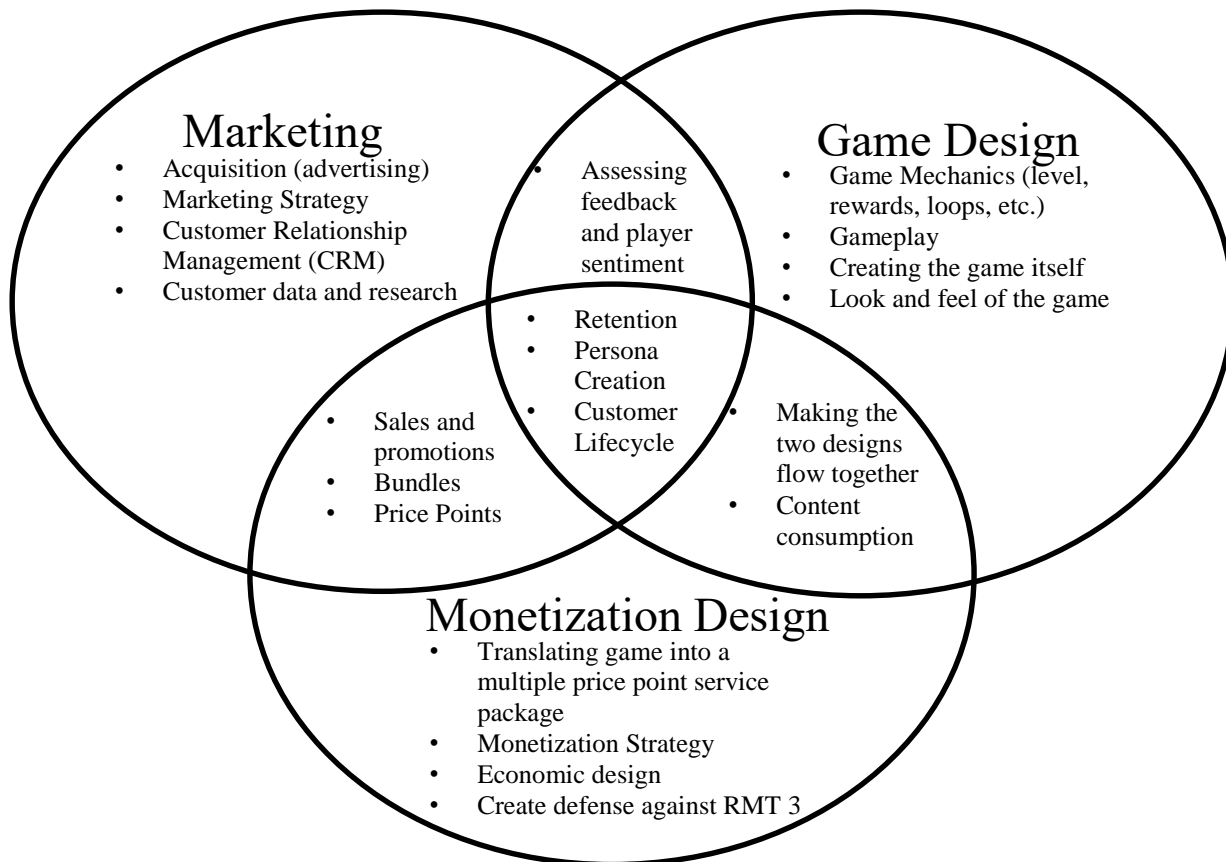 Marketing
• Acquisition (advertising)
• Marketing Strategy
• Customer Relationship
Management (CRM)
• Customer data and research
• Assessing
feedback
and player
sentiment
Game Design
• Game Mechanics (level,
rewards, loops, etc.)
• Gameplay
• Creating the game itself
• Look and feel of the game
• Retention
• Persona
Creation
• Customer
Lifecycle
• Sales and
promotions
• Bundles
• Price Points
• Making the
two designs
flow together
• Content
consumption
Monetization Design
• Translating game into a
multiple price point service
package
• Monetization Strategy
• Economic design
• Create defense against RMT 3